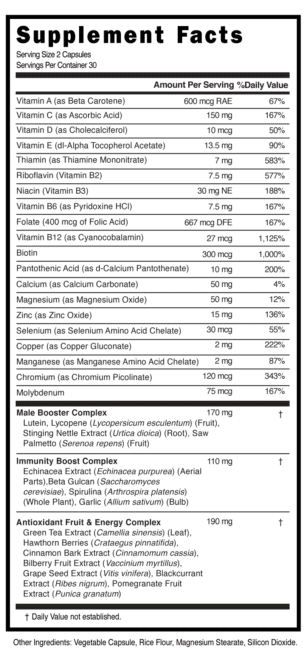 Supplement Facts
Serving Size 2 Capsules
Servings Per Container 30
Amount Per Serving %Daily Value
Vitamin A (as Beta Carotene) 600 mcg RAE 67%
Vitamin C (as Ascorbic Acid) 150 mg 167%
Vitamin D (as Cholecalciferol) 10 mcg 50%
Vitamin E (dl-Alpha Tocopherol Acetate) 13.5 mg 90%
Thiamin (as Thiamine Mononitrate) 7 mg 583%
Riboflavin (Vitamin B2) 7.5 mg 577%
Niacin (Vitamin B3) 30 mg NE 188%
Vitamin B6 (as Pyridoxine HCl) 7.5 mg 167%
Folate (400 mcg of Folic Acid) 667 mcg DFE 167%
Vitamin B12 (as Cyanocobalamin) 27 mcg 1,125%
Biotin 300 mcg 1,000%
Pantothenic Acid (as d-Calcium Pantothenate) 10 mg 200%
Calcium (as Calcium Carbonate) 50 mg 4%
Magnesium (as Magnesium Oxide) 50 mg 12%
Zinc (as Zinc Oxide) 15 mg 136%
Selenium (as Selenium Amino Acid Chelate) 30 mcg 55%
Copper (as Copper Gluconate) 2 mg 222%
Manganese (as Manganese Amino Acid Chelate) 2 mg 87%
Chromium (as Chromium Picolinate) 120 mcg 343%
Molybdenum 75 mcg 167%
Male Booster Complex 170 mg †
Lutein, Lycopene (Lycopersicum esculentum) (Fruit),
Stinging Nettle Extract (Urtica dioica) (Root), Saw
Palmetto (Serenoa repens) (Fruit)
Immunity Boost Complex 110 mg †
Echinacea Extract (Echinacea purpurea) (Aerial
Parts),Beta Gulcan (Saccharomyces
cerevisiae), Spirulina (Arthrospira platensis)
(Whole Plant), Garlic (Allium sativum) (Bulb)
Antioxidant Fruit & Energy Complex 190 mg †
Green Tea Extract (Camellia sinensis) (Leaf),
Hawthorn Berries (Crataegus pinnatifida),
Cinnamon Bark Extract (Cinnamomum cassia),
Bilberry Fruit Extract (Vaccinium myrtillus),
Grape Seed Extract (Vitis vinifera), Blackcurrant
Extract (Ribes nigrum), Pomegranate Fruit
Extract (Punica granatum)
† Daily Value not established.
Other Ingredients: Vegetable Capsule, Rice Flour, Magnesium Stearate, Silicon Dioxide.